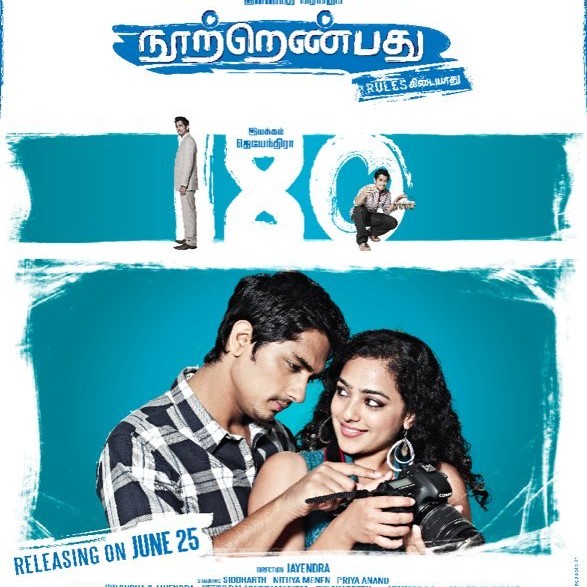 நூற்றெண்பது
RULES கிடையாது
இயக்கம்
ஜெயேந்திரா
180
RELEASING ON JUNE 25
DIRECTION JAYENDRA
STARRING SIDDHARTH NITHYA MENEN PRIYA ANAND